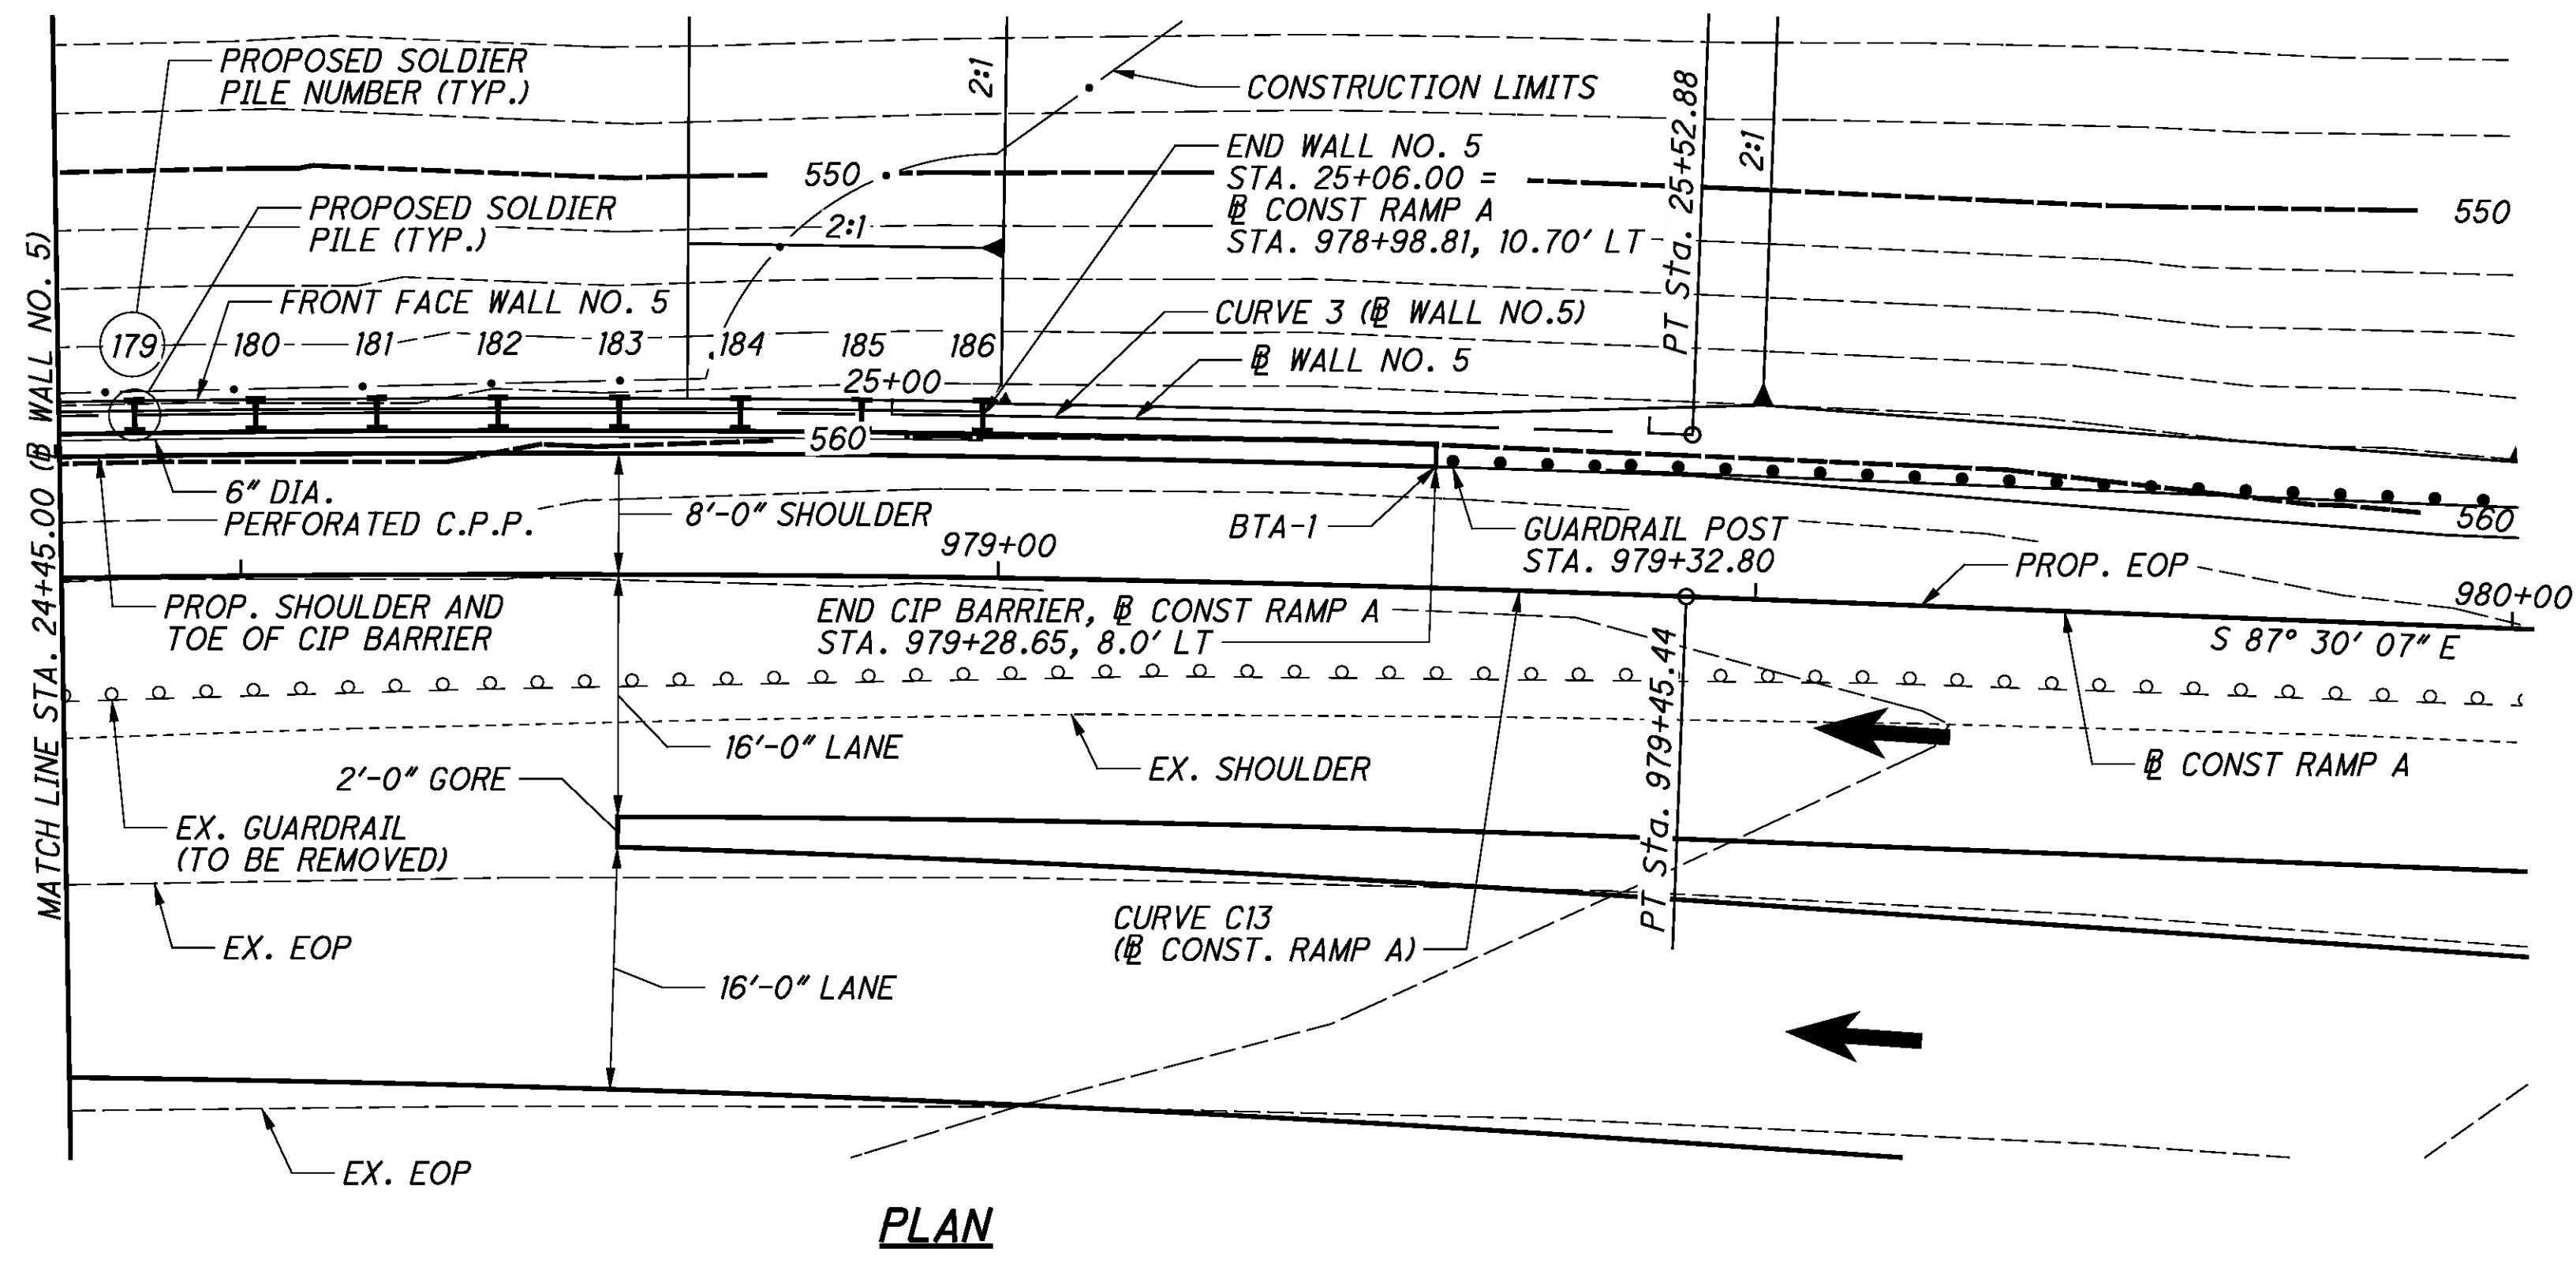 PROPOSED SOLDIER
PILE NUMBER (TYP.)
2:1
CONSTRUCTION LIMITS
PT Sta. 25+52.88
2:1
END WALL NO. 5
STA. 25+06.00 =
℄ CONST RAMP A
STA. 978+98.81, 10.70' LT
550
550
PROPOSED SOLDIER
PILE (TYP.)
2:1
FRONT FACE WALL NO. 5
CURVE 3 (℄ WALL NO.5)
179 180 181 182 183 184 185 186
℄ WALL NO. 5
25+00
MATCH LINE STA. 24+45.00 (℄ WALL NO. 5)
560
6" DIA.
PERFORATED C.P.P.
8'-0" SHOULDER
BTA-1
GUARDRAIL POST
STA. 979+32.80
560
979+00
PROP. EOP
980+00
PROP. SHOULDER AND
TOE OF CIP BARRIER
END CIP BARRIER, ℄ CONST RAMP A
STA. 979+28.65, 8.0' LT
S 87° 30' 07" E
PT Sta. 979+45.44
16'-0" LANE
EX. SHOULDER
℄ CONST RAMP A
2'-0" GORE
EX. GUARDRAIL
(TO BE REMOVED)
EX. EOP
CURVE C13
(℄ CONST. RAMP A)
16'-0" LANE
EX. EOP
PLAN